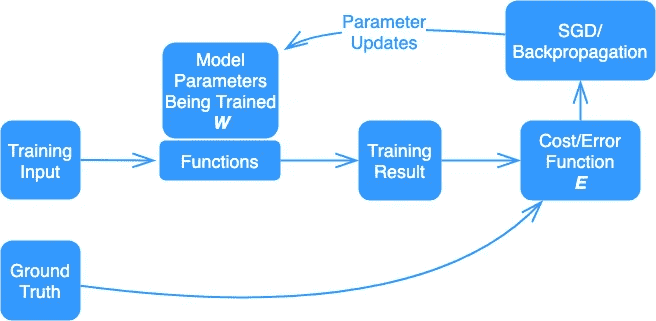 Parameter
Updates
SGD/
Backpropagation
Model
Parameters
Being Trained
W
Training
Input
Functions
Training
Result
Cost/Error
Function
E
Ground
Truth